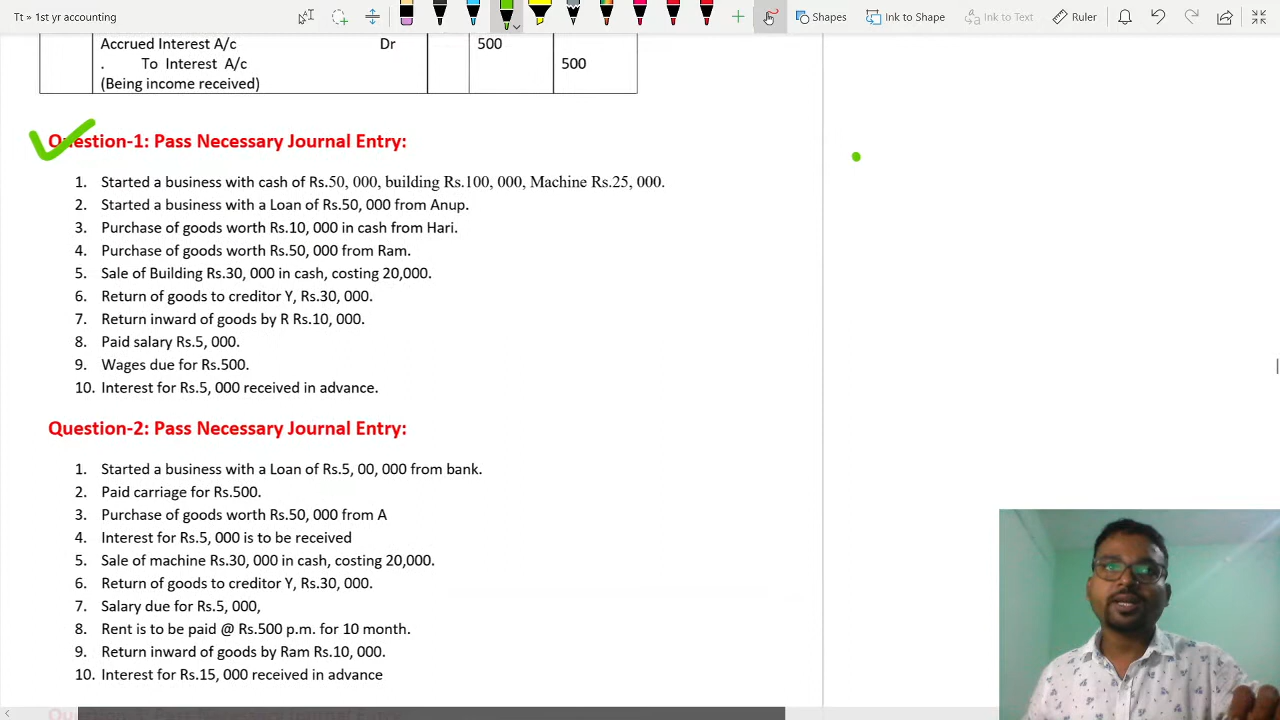 Tt » 1st year accounting
Shapes
Ink to Shape
Ink to Text
Ruler
Accrued Interest A/c Dr 500
. To Interest A/c 500
(Being income received)
Question-1: Pass Necessary Journal Entry:
1. Started a business with cash of Rs.50, 000, building Rs.100, 000, Machine Rs.25, 000.
2. Started a business with a Loan of Rs.50, 000 from Anup.
3. Purchase of goods worth Rs.10, 000 in cash from Hari.
4. Purchase of goods worth Rs.50, 000 from Ram.
5. Sale of Building Rs.30, 000 in cash, costing 20,000.
6. Return of goods to creditor Y, Rs.30, 000.
7. Return inward of goods by R Rs.10, 000.
8. Paid salary Rs.5, 000.
9. Wages due for Rs.500.
10. Interest for Rs.5, 000 received in advance.
Question-2: Pass Necessary Journal Entry:
1. Started a business with a Loan of Rs.5, 00, 000 from bank.
2. Paid carriage for Rs.500.
3. Purchase of goods worth Rs.50, 000 from A
4. Interest for Rs.5, 000 is to be received
5. Sale of machine Rs.30, 000 in cash, costing 20,000.
6. Return of goods to creditor Y, Rs.30, 000.
7. Salary due for Rs.5, 000,
8. Rent is to be paid @ Rs.500 p.m. for 10 month.
9. Return inward of goods by Ram Rs.10, 000.
10. Interest for Rs.15, 000 received in advance